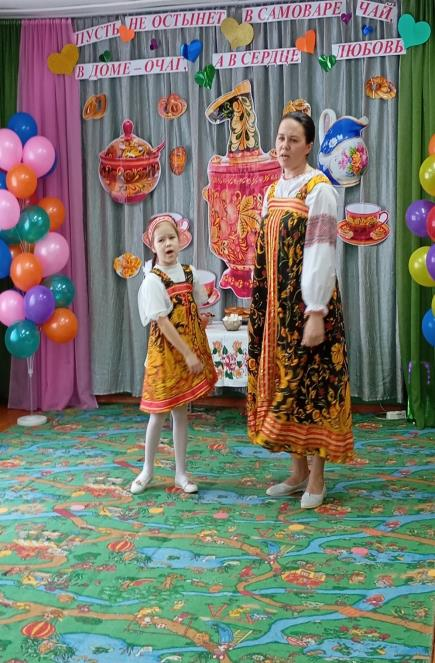 ПУСТЬ НЕ ОСТЫНЕТ В САМОВАРЕ ЧАЙ,
В ДОМЕ – ОЧАГ, А В СЕРДЦЕ ЛЮБОВЬ